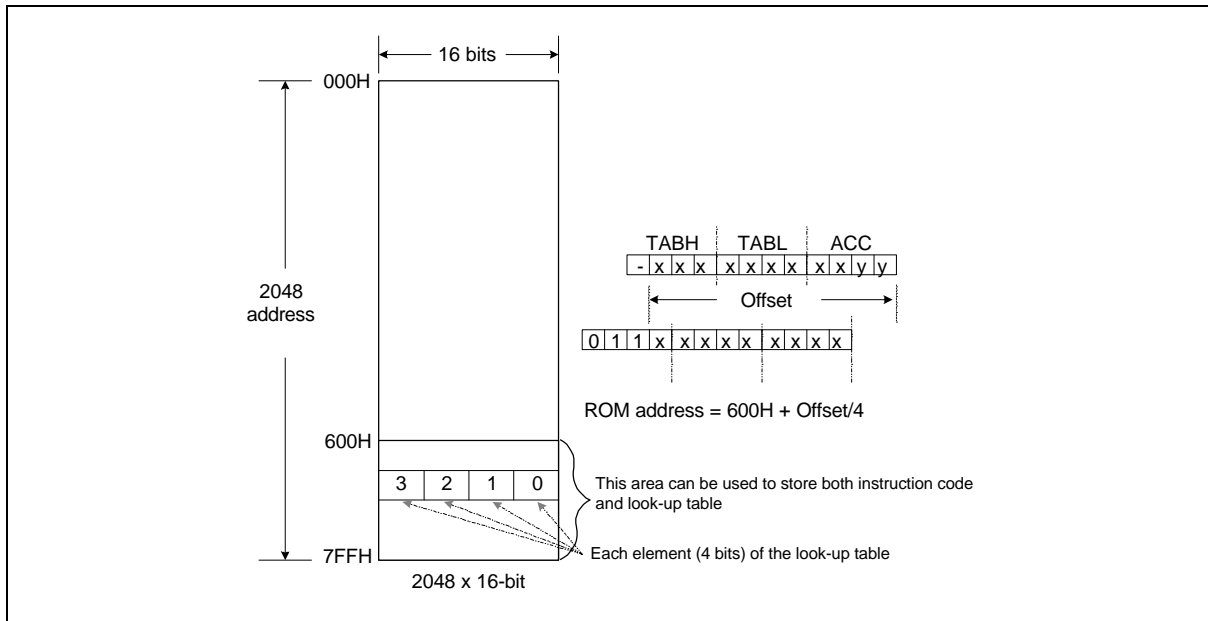 16 bits
000H
2048
address
TABH TABL ACC
- x x x x x x x x x y y
Offset
0 1 1 x x x x x x x x x
ROM address = 600H + Offset/4
600H
3 2 1 0
This area can be used to store both instruction code
and look-up table
Each element (4 bits) of the look-up table
7FFH
2048 x 16-bit